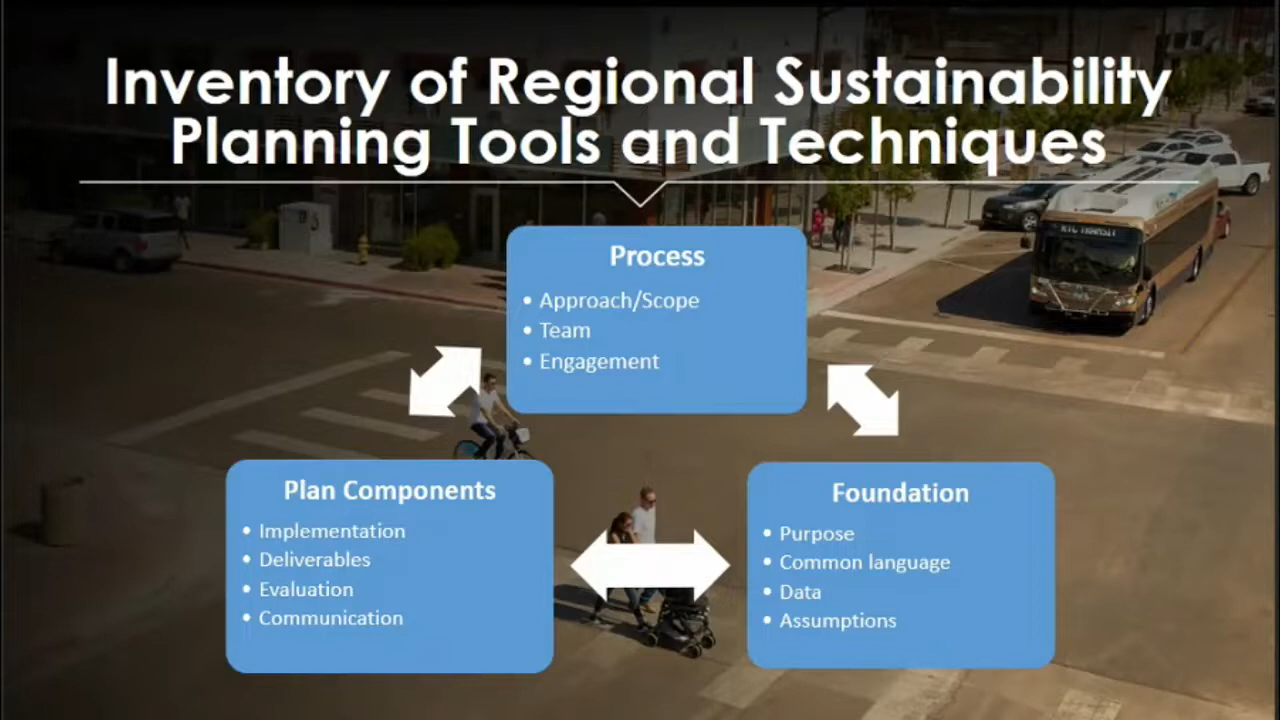 Inventory of Regional Sustainability
Planning Tools and Techniques
Process
• Approach/Scope
• Team
• Engagement
Plan Components
• Implementation
• Deliverables
• Evaluation
• Communication
Foundation
• Purpose
• Common language
• Data
• Assumptions